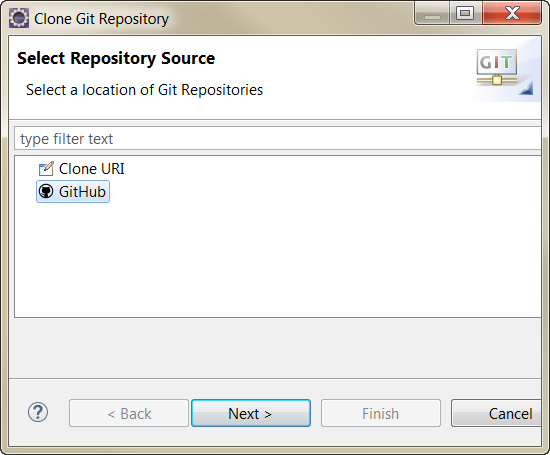 Clone Git Repository
Select Repository Source
GIT
Select a location of Git Repositories
type filter text
Clone URI
GitHub
? < Back Next > Finish Cancel